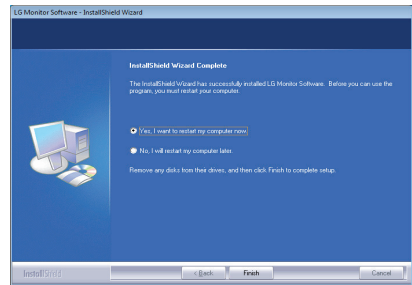 LG Monitor Software - InstallShield Wizard
InstallShield Wizard Complete
The InstallShield Wizard has successfully installed LG Monitor Software. Before you can use the
program, you must restart your computer.
Yes, I want to restart my computer now.
No, I will restart my computer later.
Remove any disks from their drives, and then click Finish to complete setup.
InstallShield
< Back
Finish
Cancel